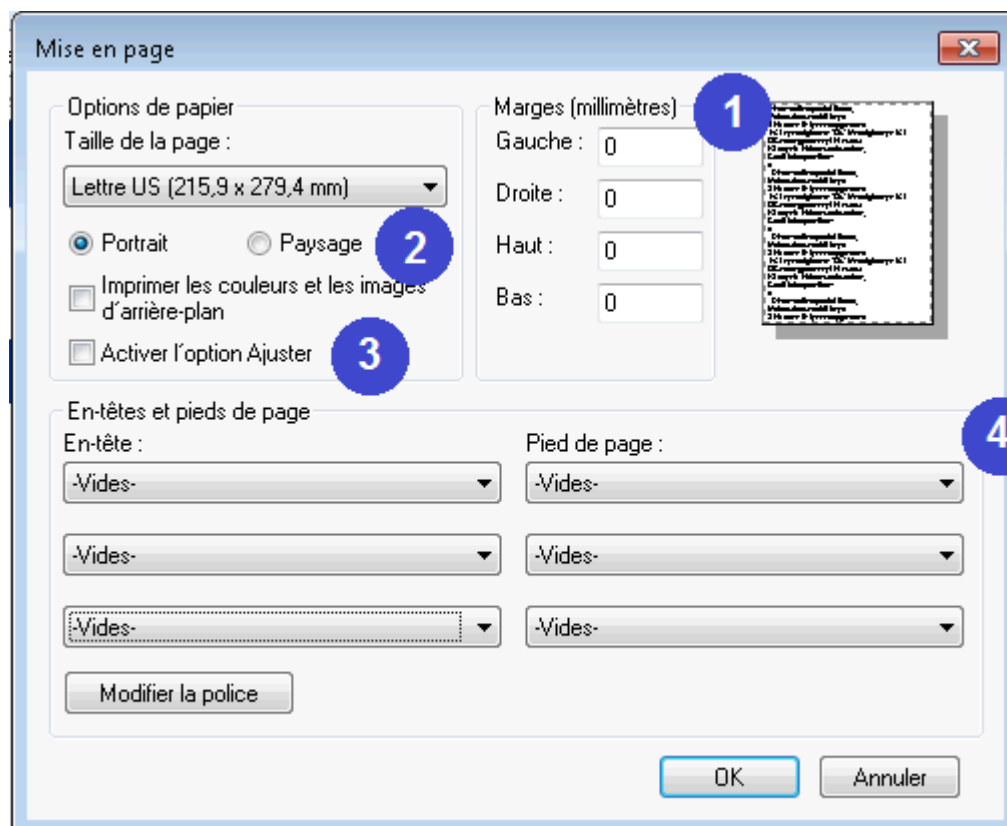 Mise en page
Options de papier
Taille de la page :
Lettre US (215,9 x 279,4 mm)
Portrait
Paysage
2
Imprimer les couleurs et les images
d´arrière-plan
Activer l´option Ajuster
3
Marges (millimètres)
1
Gauche :
0
Droite :
0
Haut :
0
Bas :
0
En-têtes et pieds de page
4
En-tête :
Pied de page :
-Vides-
-Vides-
-Vides-
-Vides-
-Vides-
-Vides-
Modifier la police
OK
Annuler